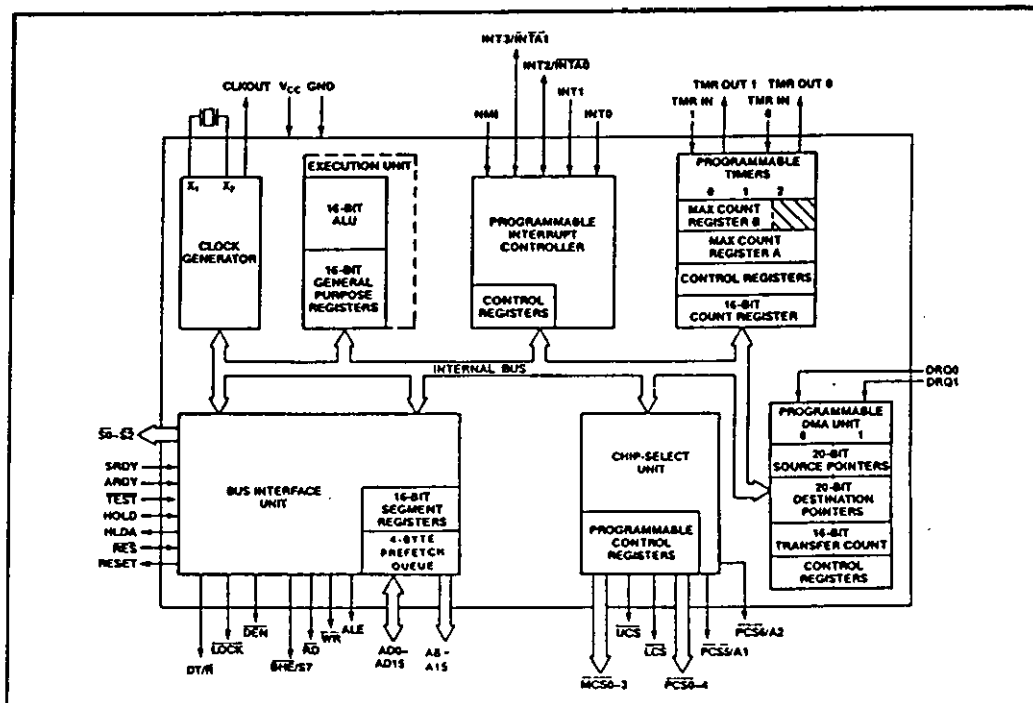 INT3/INTA1
INT2/INTA0
CLKOUT VCC GND
TMR OUT 1 TMR OUT 0
INT1
TMR IN
TMR IN
NMI
INT0
1
0
X1 X2
EXECUTION UNIT
PROGRAMMABLE
TIMERS
0 1 2
16-BIT
ALU
MAX COUNT
REGISTER B
CLOCK
GENERATOR
PROGRAMMABLE
INTERRUPT
CONTROLLER
MAX COUNT
REGISTER A
16-BIT
GENERAL
PURPOSE
REGISTERS
CONTROL REGISTERS
CONTROL
REGISTERS
16-BIT
COUNT REGISTER
INTERNAL BUS
DRQ0
DRQ1
PROGRAMMABLE
DMA UNIT
0 1
20-BIT
SOURCE POINTERS
20-BIT
DESTINATION
POINTERS
16-BIT
TRANSFER COUNT
CONTROL
REGISTERS
S0-S2
SRDY
ARDY
TEST
HOLD
HLDA
RES
RESET
BUS INTERFACE
UNIT
16-BIT
SEGMENT
REGISTERS
4-BYTE
PREFETCH
QUEUE
CHIP-SELECT
UNIT
PROGRAMMABLE
CONTROL
REGISTERS
DT/R
LOCK
DEN
BHE/S7
RD
WR
ALE
AD0-
AD15
A8-
A15
MCS0-3
UCS
LCS
PCS0-4
PCS5/A1
PCS6/A2